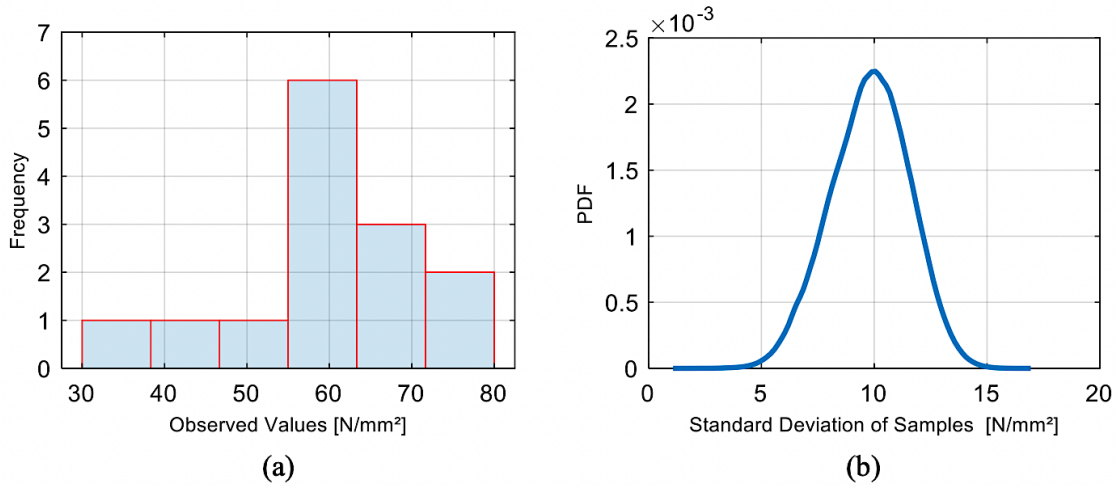 7
6
5
4
3
2
1
0
Frequency
30 40 50 60 70 80
Observed Values [N/mm²]
(a)
×10⁻³
2.5
2
1.5
1
0.5
0
PDF
0 5 10 15 20
Standard Deviation of Samples [N/mm²]
(b)